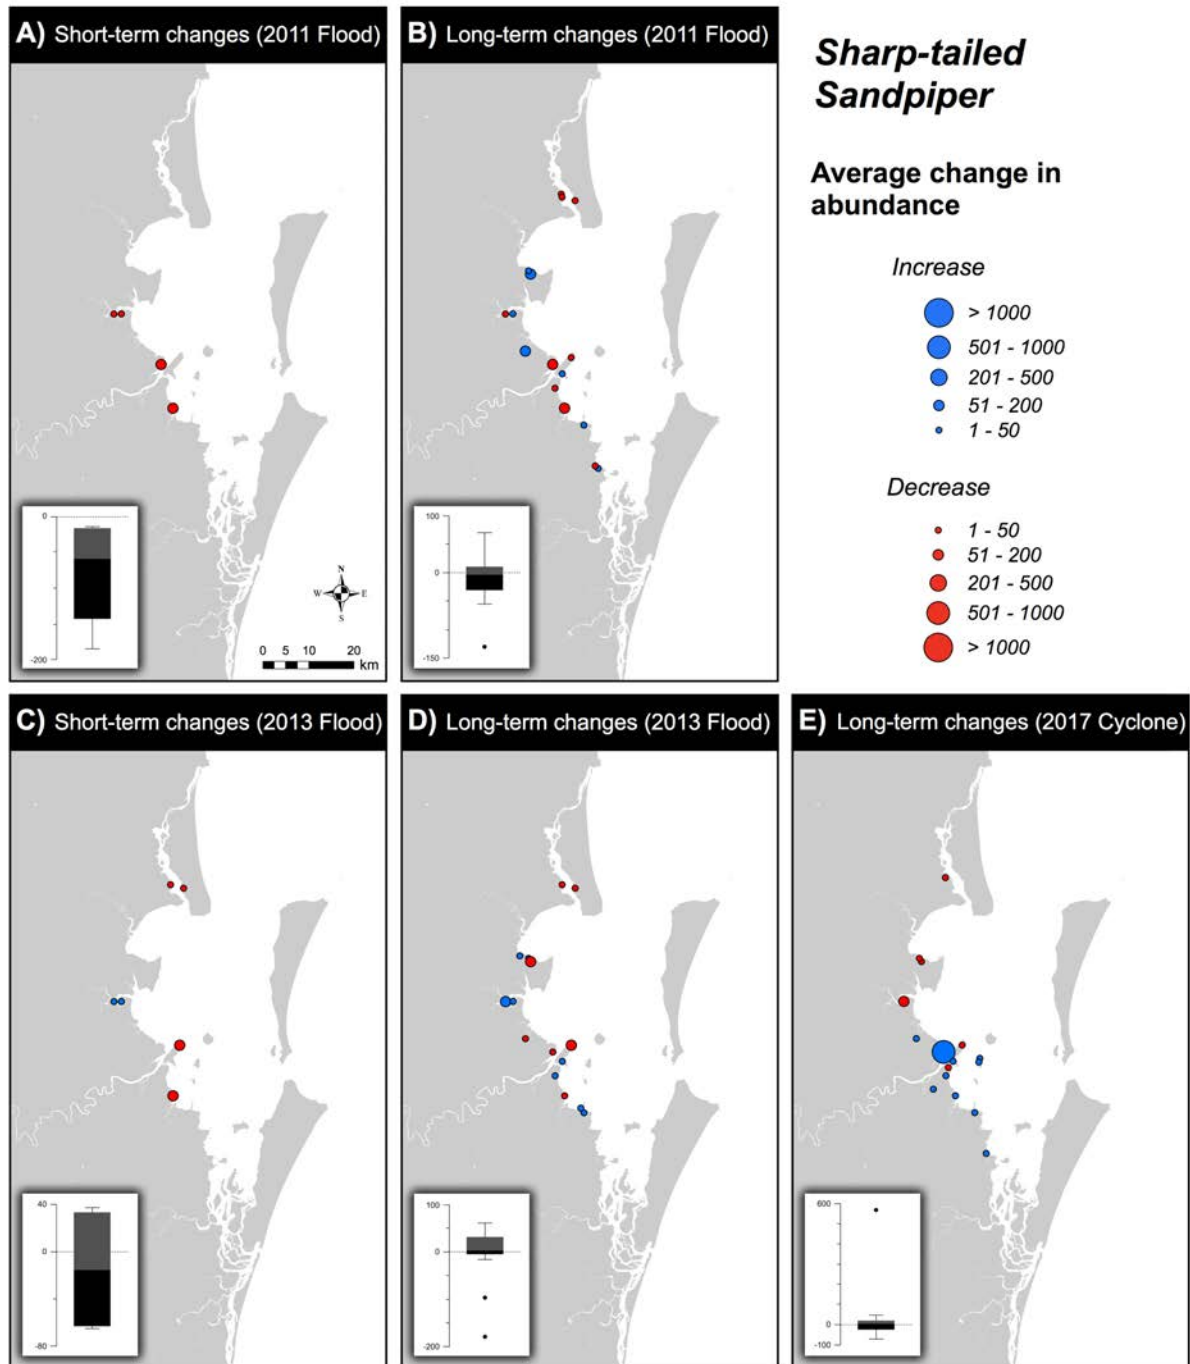 A) Short-term changes (2011 Flood)
B) Long-term changes (2011 Flood)
Sharp-tailed
Sandpiper
Average change in
abundance
Increase
> 1000
501 - 1000
201 - 500
51 - 200
1 - 50
Decrease
1 - 50
51 - 200
201 - 500
501 - 1000
> 1000
0
-200
N
W E
S
0 5 10 20
km
100
0
-150
C) Short-term changes (2013 Flood)
D) Long-term changes (2013 Flood)
E) Long-term changes (2017 Cyclone)
40
0
-80
100
0
-200
600
0
-100